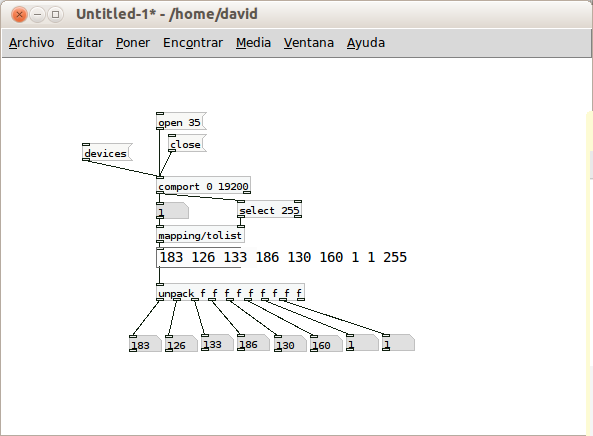 Untitled-1* - /home/david
Archivo Editar Poner Encontrar Media Ventana Ayuda
open 35
close
devices
comport 0 19200
1
select 255
mapping/tolist
183 126 133 186 130 160 1 1 255
unpack f f f f f f f f f
183 126 133 186 130 160 1 1